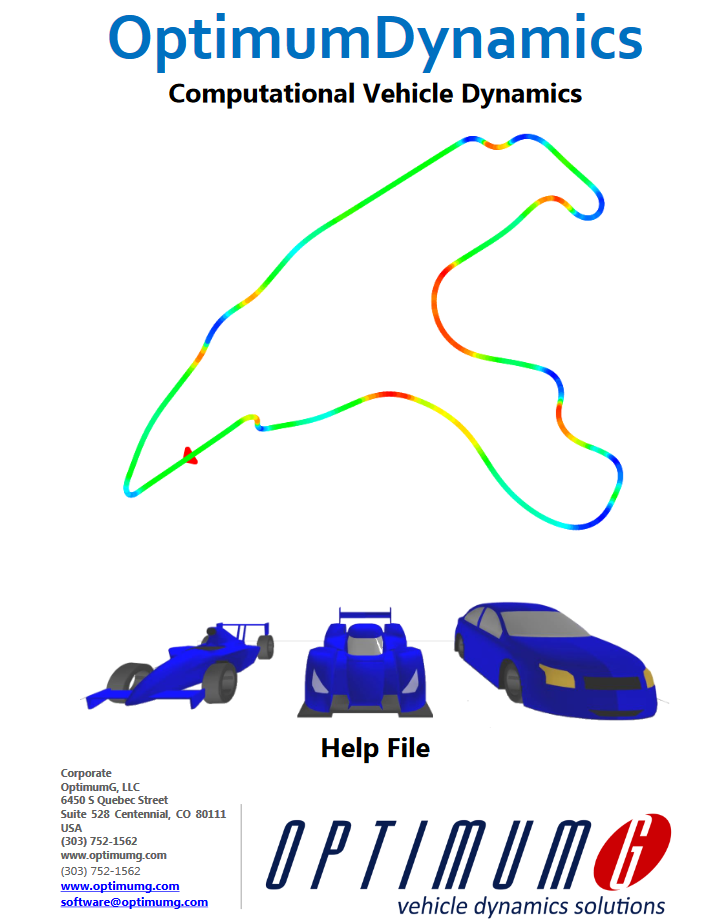 OptimumDynamics
Computational Vehicle Dynamics
Help File
Corporate
OptimumG, LLC
6450 S Quebec Street
Suite 528 Centennial, CO 80111
USA
(303) 752-1562
www.optimumg.com
(303) 752-1562
www.optimumg.com
software@optimumg.com
OPTIMUM G
vehicle dynamics solutions